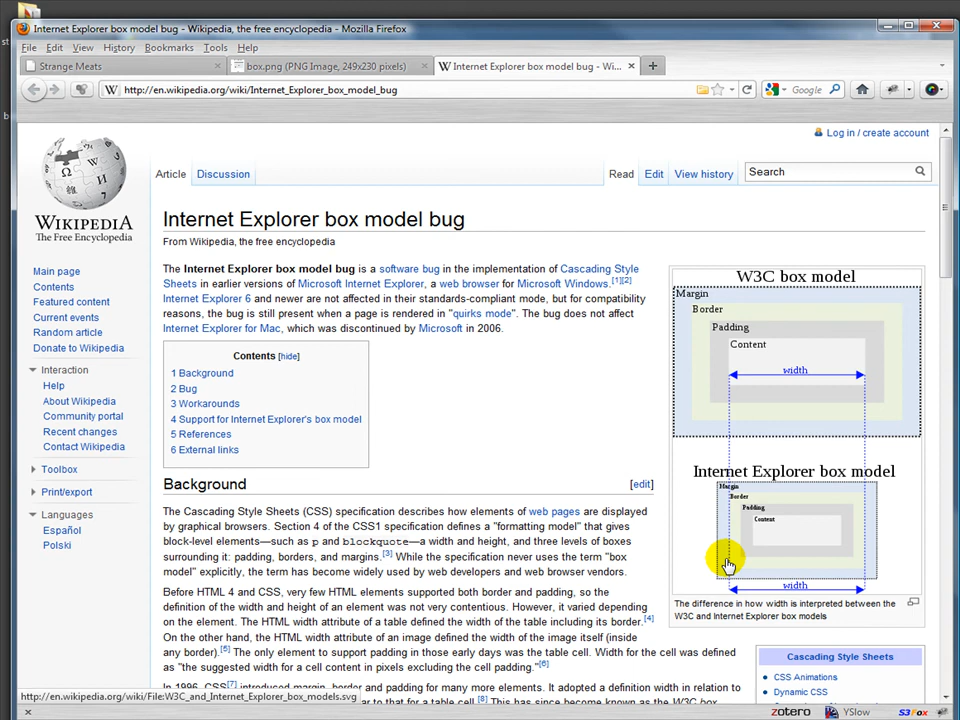 Internet Explorer box model bug - Wikipedia, the free encyclopedia - Mozilla Firefox
File Edit View History Bookmarks Tools Help
Strange Meats
box.png (PNG Image, 249x230 pixels)
W Internet Explorer box model bug - Wi...
W http://en.wikipedia.org/wiki/Internet_Explorer_box_model_bug
Google
Log in / create account
WIKIPEDIA
The Free Encyclopedia
Article Discussion
Read Edit View history
Search
Internet Explorer box model bug
From Wikipedia, the free encyclopedia
Main page
Contents
Featured content
Current events
Random article
Donate to Wikipedia
Interaction
Help
About Wikipedia
Community portal
Recent changes
Contact Wikipedia
Toolbox
Print/export
Languages
Español
Polski
The Internet Explorer box model bug is a software bug in the implementation of Cascading Style
Sheets in earlier versions of Microsoft Internet Explorer, a web browser for Microsoft Windows.[1][2]
Internet Explorer 6 and newer are not affected in their standards-compliant mode, but for compatibility
reasons, the bug is still present when a page is rendered in "quirks mode". The bug does not affect
Internet Explorer for Mac, which was discontinued by Microsoft in 2006.
Contents [hide]
1 Background
2 Bug
3 Workarounds
4 Support for Internet Explorer's box model
5 References
6 External links
Background
[edit]
The Cascading Style Sheets (CSS) specification describes how elements of web pages are displayed
by graphical browsers. Section 4 of the CSS1 specification defines a "formatting model" that gives
block-level elements—such as p and blockquote—a width and height, and three levels of boxes
surrounding it: padding, borders, and margins.[3] While the specification never uses the term "box
model" explicitly, the term has become widely used by web developers and web browser vendors.
Before HTML 4 and CSS, very few HTML elements supported both border and padding, so the
definition of the width and height of an element was not very contentious. However, it varied depending
on the element. The HTML width attribute of a table defined the width of the table including its border.[4]
On the other hand, the HTML width attribute of an image defined the width of the image itself (inside
any border).[5] The only element to support padding in those early days was the table cell. Width for the cell was defined
as "the suggested width for a cell content in pixels excluding the cell padding."[6]
In 1996, CSS[7] introduced margin, border and padding for many more elements. It adopted a definition width in relation to
W3C box model
Margin
Border
Padding
Content
width
Internet Explorer box model
Margin
Border
Padding
Content
width
The difference in how width is interpreted between the
W3C and Internet Explorer box models
Cascading Style Sheets
CSS Animations
Dynamic CSS
http://en.wikipedia.org/wiki/File:W3C_and_Internet_Explorer_box_models.svg
zotero YSlow S3Fox